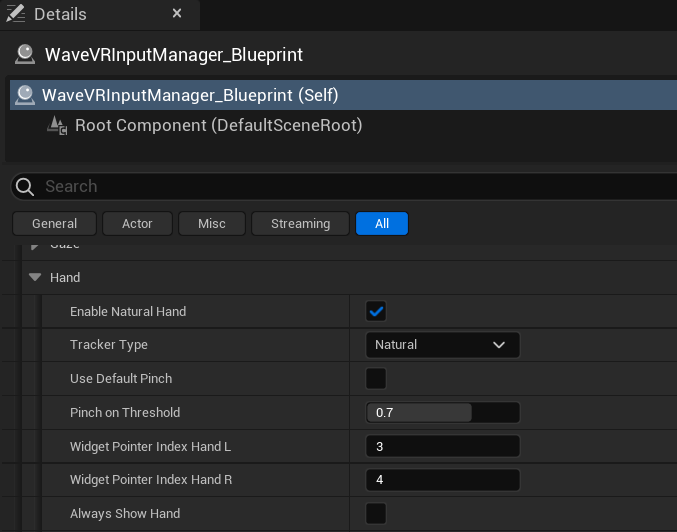 Details
WaveVRInputManager_Blueprint
WaveVRInputManager_Blueprint (Self)
Root Component (DefaultSceneRoot)
Search
General Actor Misc Streaming All
Gaze
Hand
Enable Natural Hand
Tracker Type Natural
Use Default Pinch
Pinch on Threshold 0.7
Widget Pointer Index Hand L 3
Widget Pointer Index Hand R 4
Always Show Hand